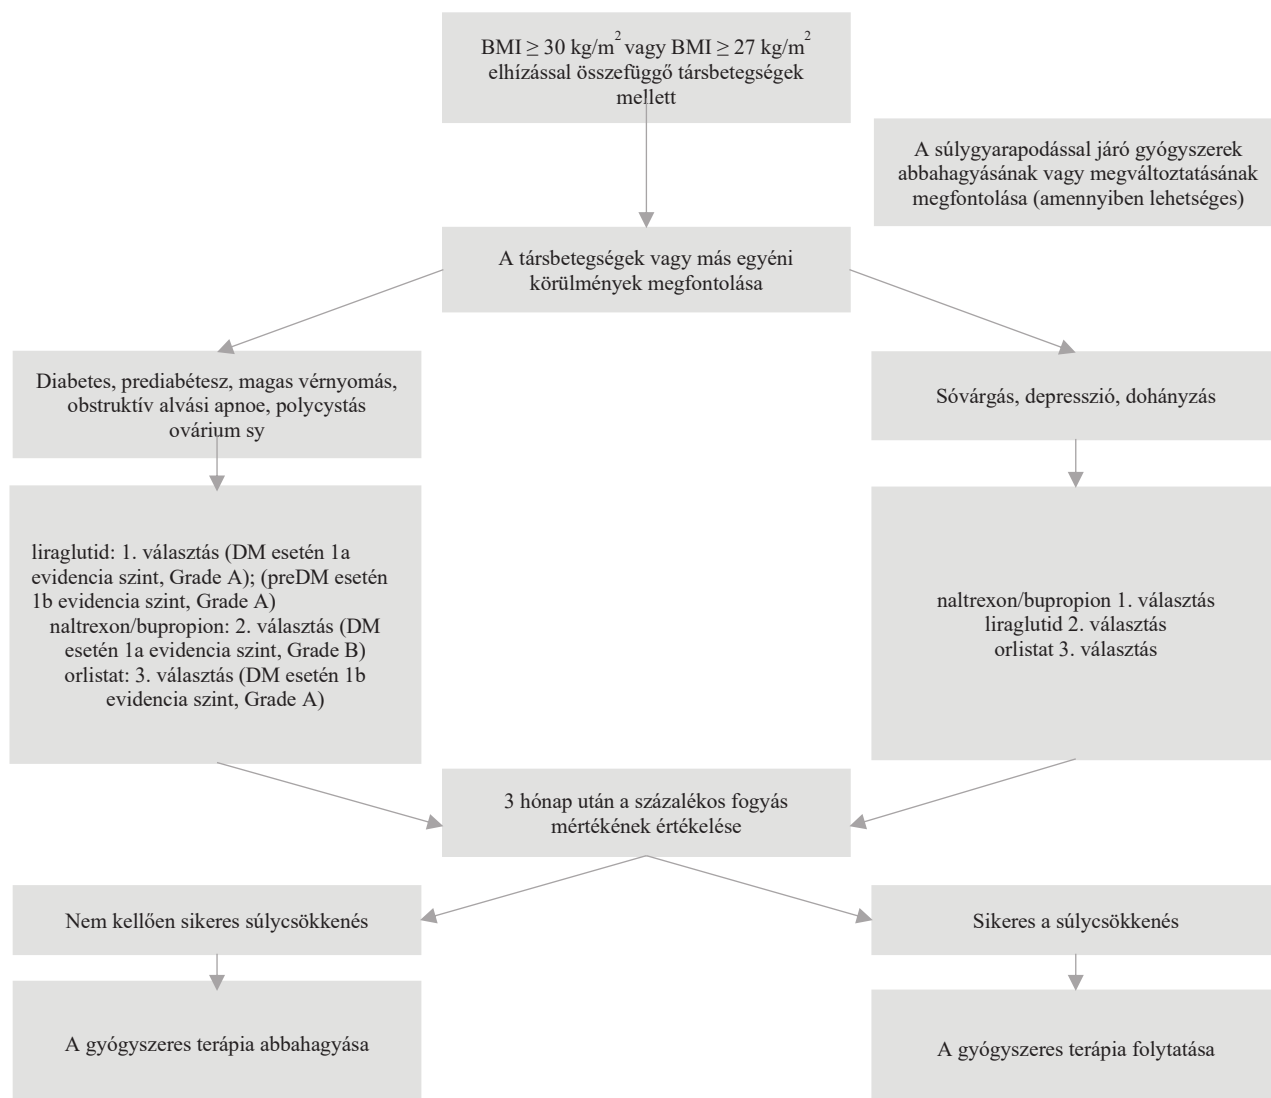 BMI ≥ 30 kg/m² vagy BMI ≥ 27 kg/m²
elhízással összefüggő társbetegségek
mellett
A súlygyarapodással járó gyógyszerek
abbahagyásának vagy megváltoztatásának
megfontolása (amennyiben lehetséges)
A társbetegségek vagy más egyéni
körülmények megfontolása
Diabetes, prediabétesz, magas vérnyomás,
obstruktív alvási apnoe, polycystás
ovárium sy
Sóvárgás, depresszió, dohányzás
liraglutid: 1. választás (DM esetén 1a
evidencia szint, Grade A); (preDM esetén
1b evidencia szint, Grade A)
naltrexon/bupropion: 2. választás (DM
esetén 1a evidencia szint, Grade B)
orlistat: 3. választás (DM esetén 1b
evidencia szint, Grade A)
naltrexon/bupropion 1. választás
liraglutid 2. választás
orlistat 3. választás
3 hónap után a százalékos fogyás
mértékének értékelése
Nem kellően sikeres súlycsökkenés
Sikeres a súlycsökkenés
A gyógyszeres terápia abbahagyása
A gyógyszeres terápia folytatása